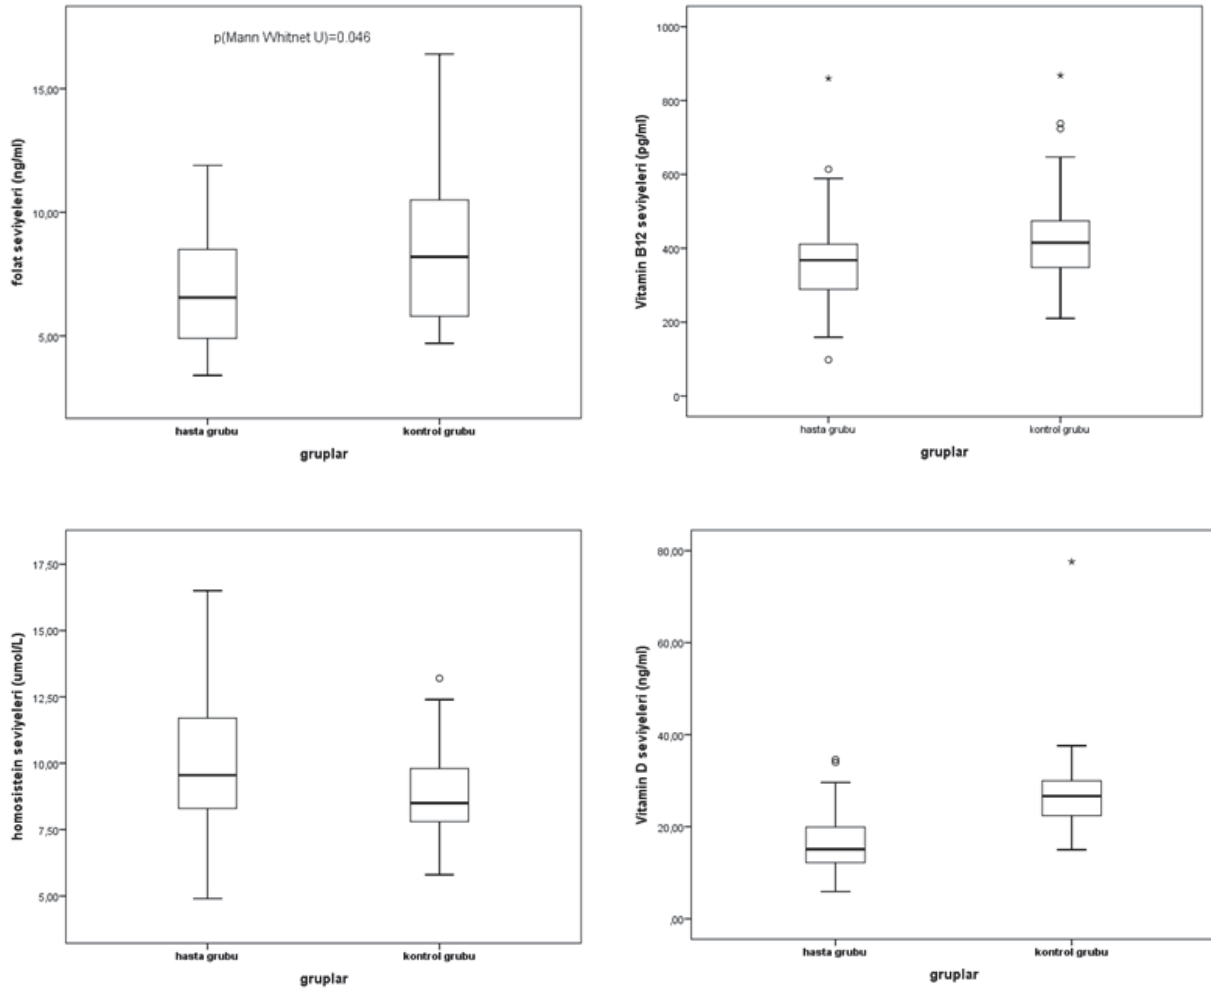 p(Mann Whitnet U)=0.046
folat seviyeleri (ng/ml)
15,00
10,00
5,00
hasta grubu
kontrol grubu
gruplar
Vitamin B12 seviyeleri (pg/ml)
1000
800
600
400
200
0
hasta grubu
kontrol grubu
gruplar
homosistein seviyeleri (umol/L)
17,50
15,00
12,50
10,00
7,50
5,00
hasta grubu
kontrol grubu
gruplar
Vitamin D seviyeleri (ng/ml)
80,00
60,00
40,00
20,00
,00
hasta grubu
kontrol grubu
gruplar